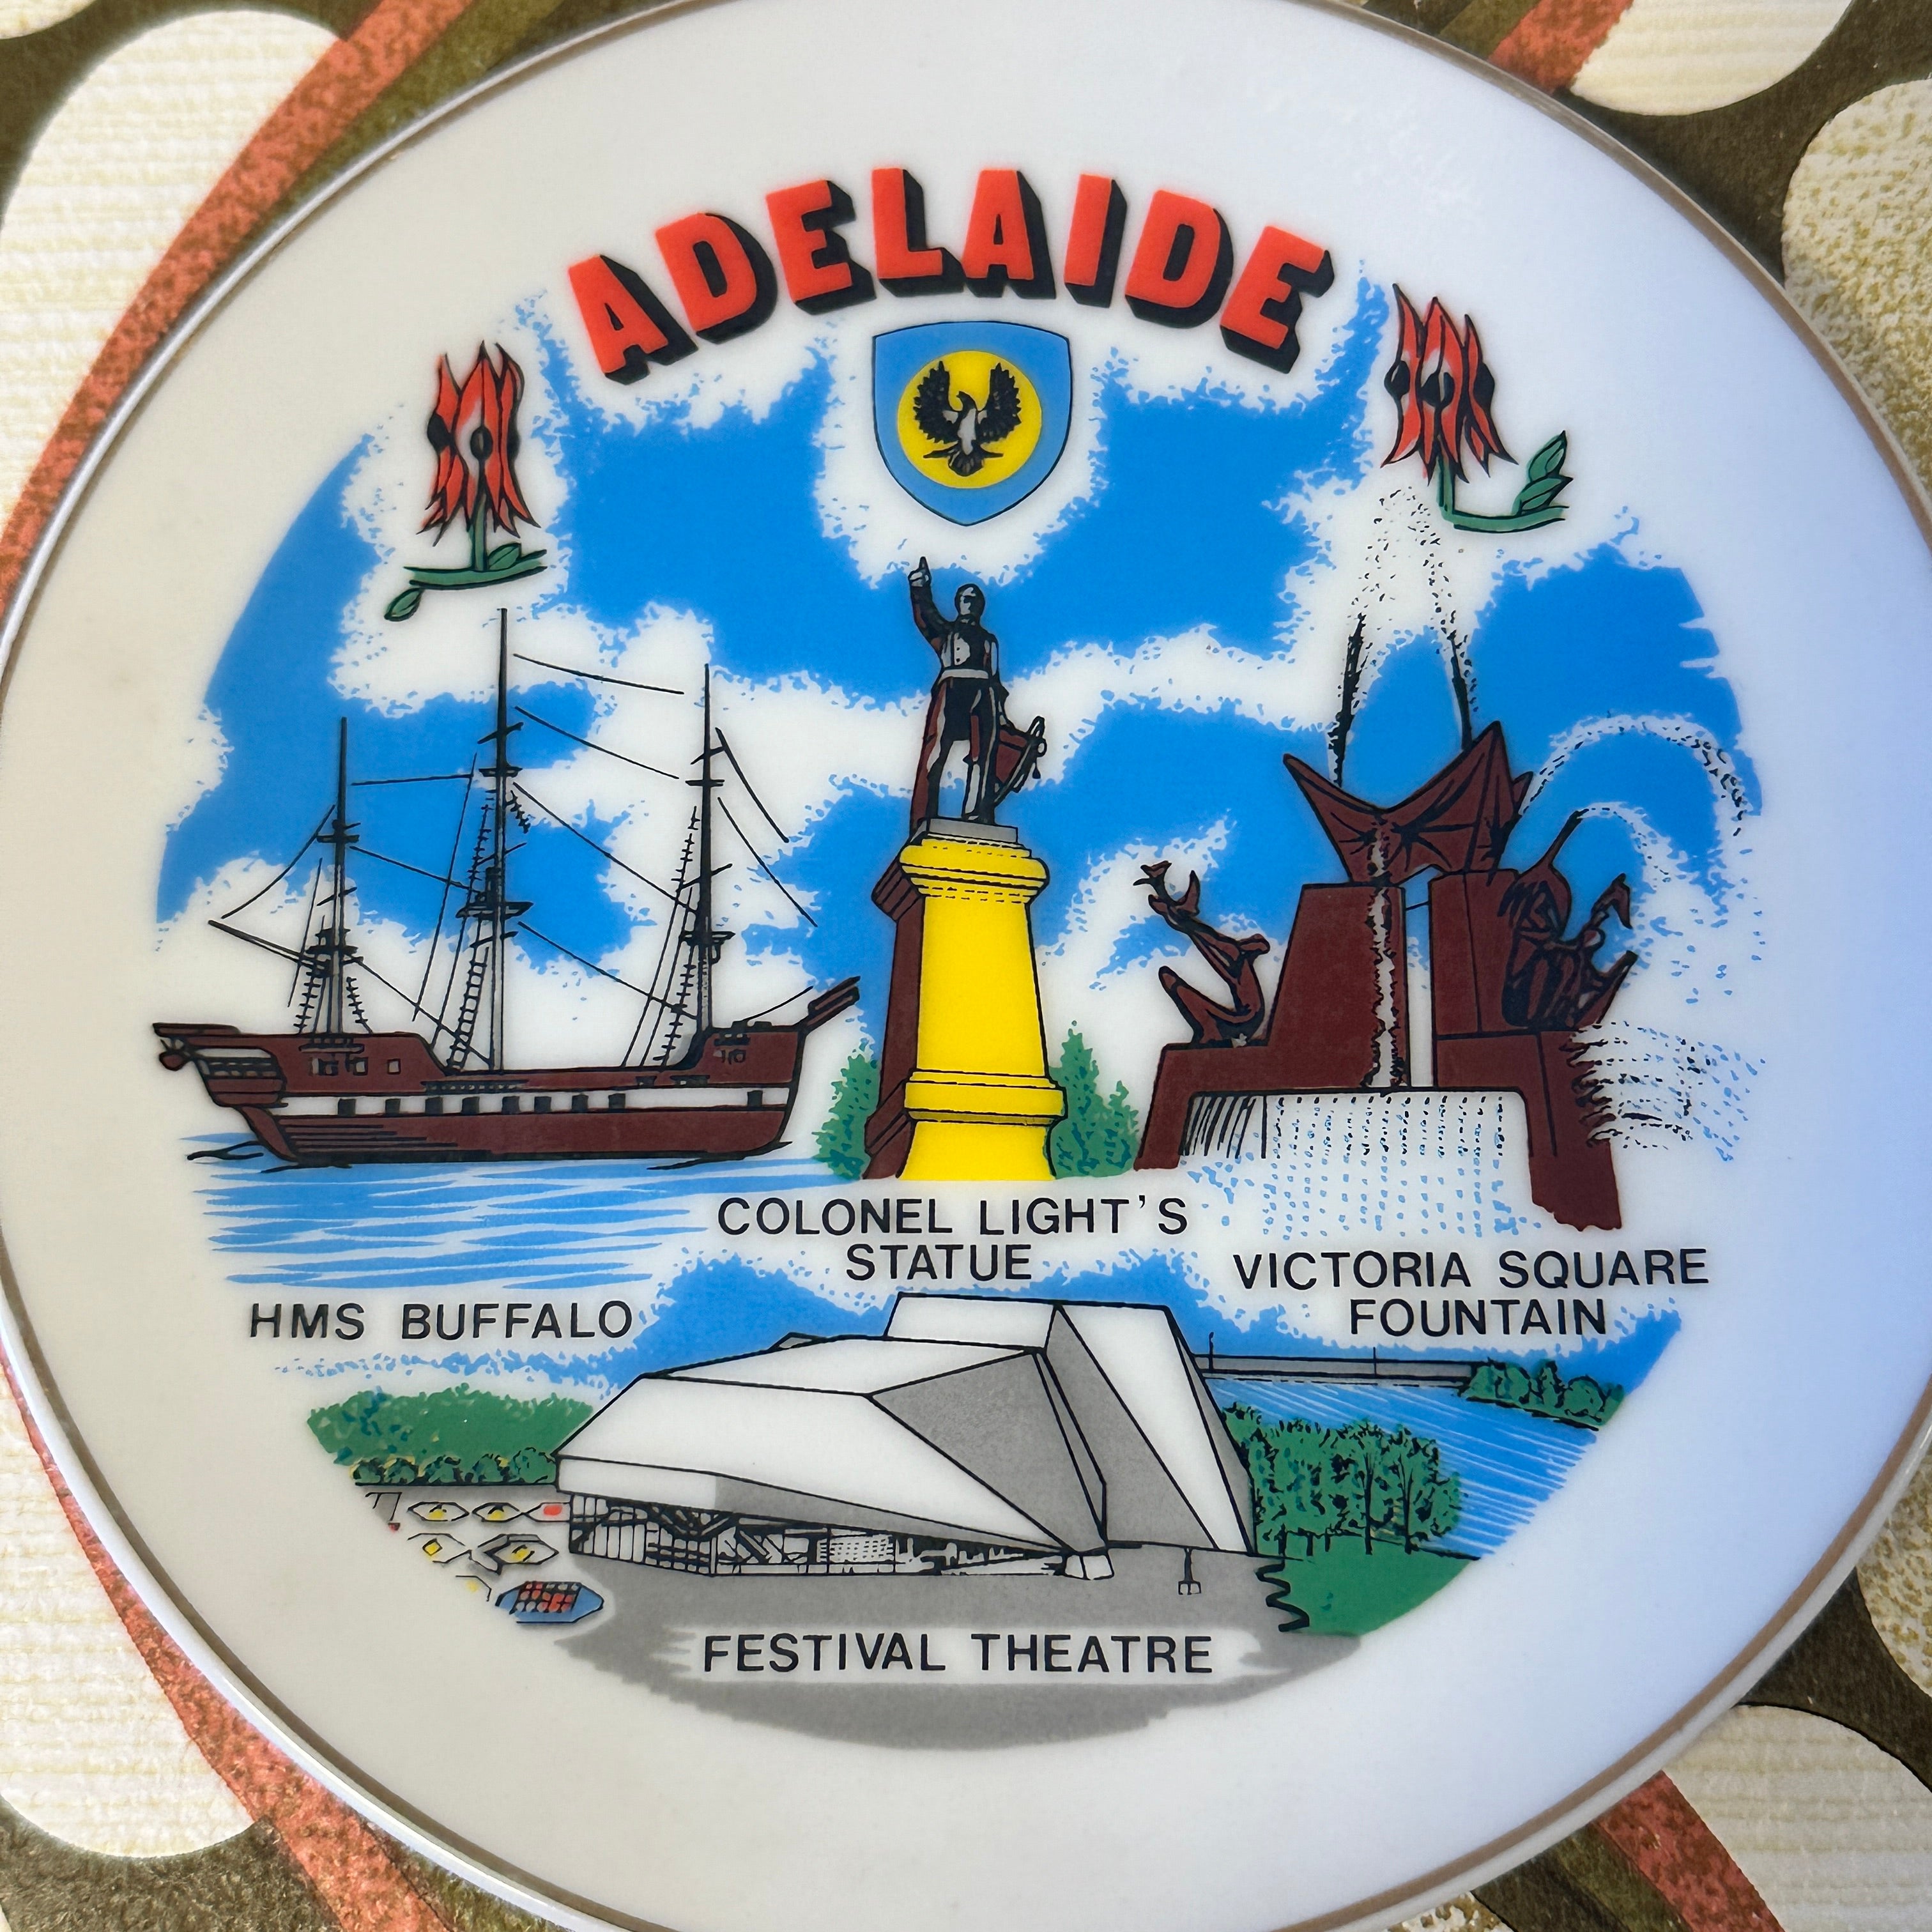 ADELAIDE
COLONEL LIGHT'S
STATUE
VICTORIA SQUARE
FOUNTAIN
HMS BUFFALO
FESTIVAL THEATRE